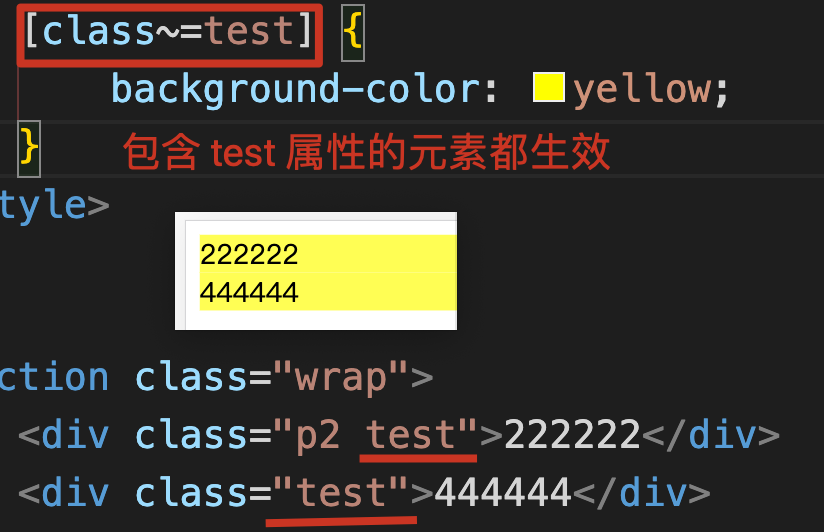 [class~=test] {
background-color: yellow;
}
包含 test 属性的元素都生效
tyle>
222222
444444
ction class="wrap">
<div class="p2 test">222222</div>
<div class="test">444444</div>